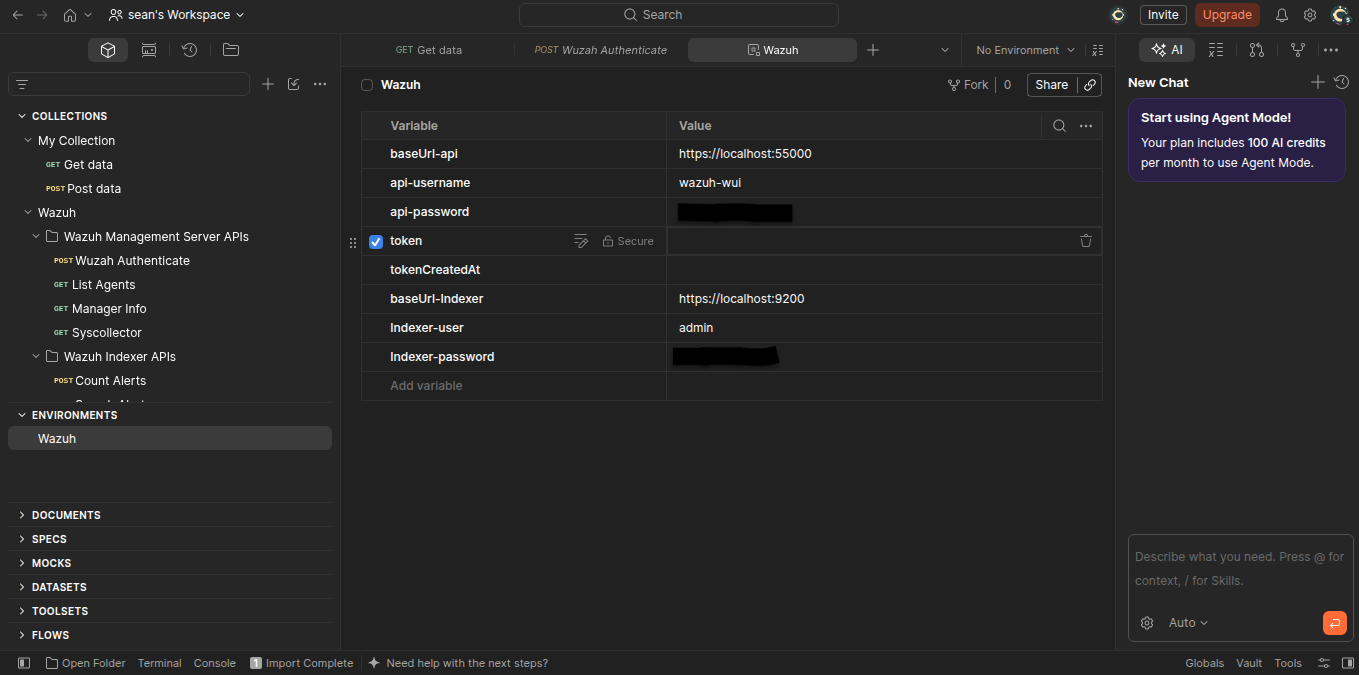 sean's Workspace
Search
Invite
Upgrade
GET Get data
POST Wuzah Authenticate
Wazuh
No Environment
AI
Wazuh
Fork
0
Share
New Chat
Start using Agent Mode!
Your plan includes 100 AI credits
per month to use Agent Mode.
COLLECTIONS
My Collection
GET Get data
POST Post data
Wazuh
Wazuh Management Server APIs
POST Wuzah Authenticate
GET List Agents
GET Manager Info
GET Syscollector
Wazuh Indexer APIs
POST Count Alerts
ENVIRONMENTS
Wazuh
DOCUMENTS
SPECS
MOCKS
DATASETS
TOOLSETS
FLOWS
Variable Value
baseUrl-api https://localhost:55000
api-username wazuh-wui
api-password
token Secure
tokenCreatedAt
baseUrl-Indexer https://localhost:9200
Indexer-user admin
Indexer-password
Add variable
Describe what you need. Press @ for
context, / for Skills.
Auto
Open Folder
Terminal
Console
1 Import Complete
Need help with the next steps?
Globals
Vault
Tools